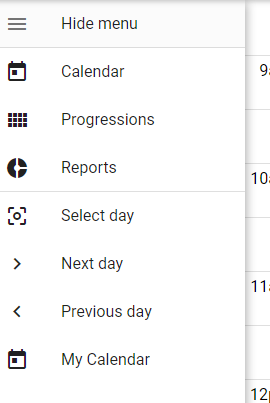 Hide menu
Calendar
Progressions
Reports
Select day
Next day
Previous day
My Calendar